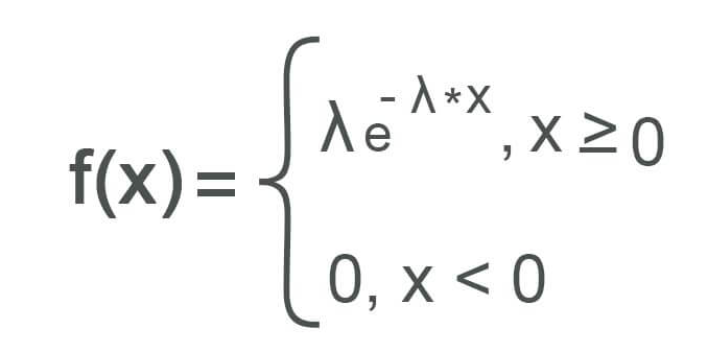 λe^-λ*x, x ≥ 0
f(x)=
0, x < 0